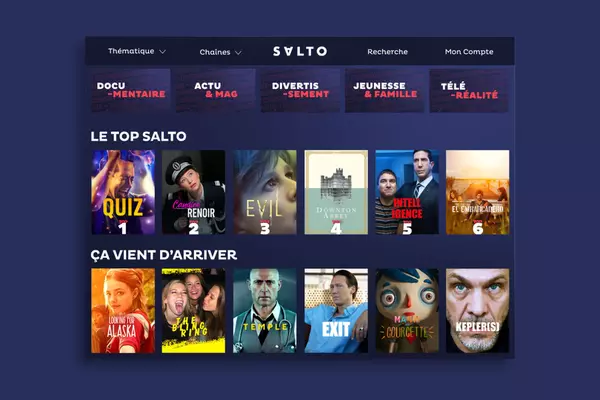 Thématique
Chaînes
SALTO
Recherche
Mon Compte
DOCU
-MENTAIRE
ACTU
& MAG
DIVERTIS
-SEMENT
JEUNESSE
& FAMILLE
TÉLÉ
-RÉALITÉ
LE TOP SALTO
QUIZ
1
RENOIR
2
EVIL
3
DOWNTON
ABBEY
4
INTELL
IGENCE
5
EL EMBARCADERO
6
ÇA VIENT D'ARRIVER
LOOKING FOR
ALASKA
THE
BLING
RING
TEMPLE
EXIT
MA VIE
COURGETTE
KEPLER(S)